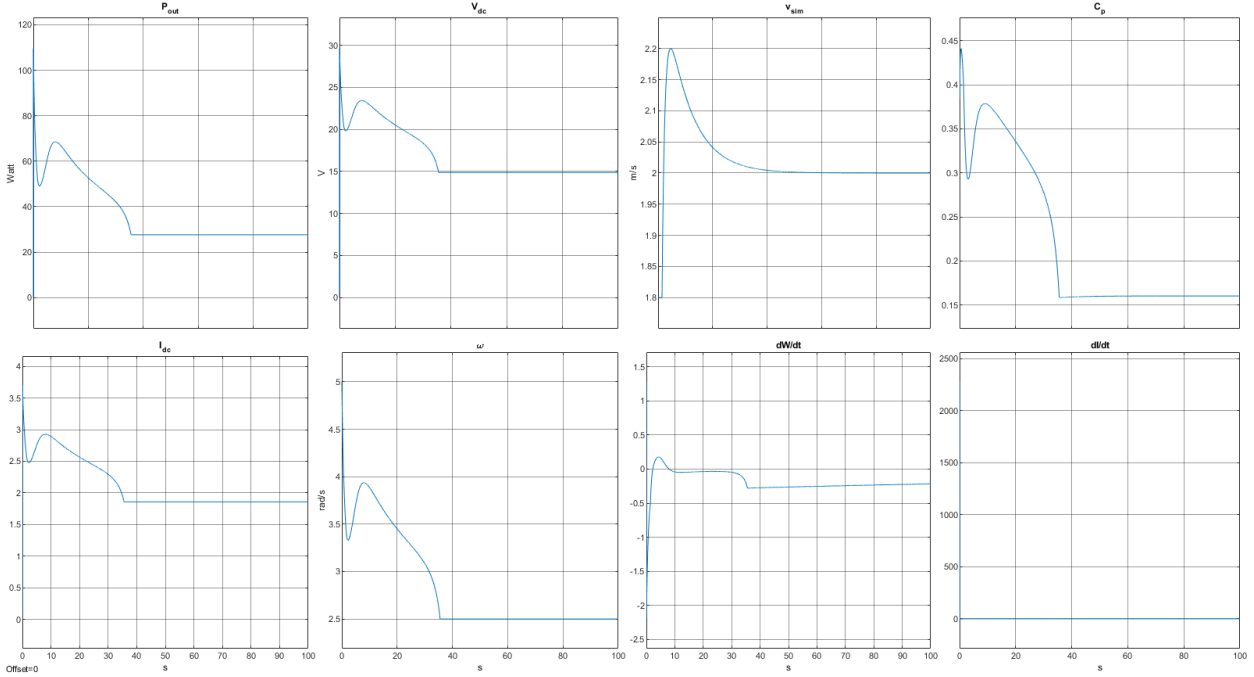 P_out
120
100
80
60
40
20
0
Watt
V_dc
30
25
20
15
10
5
0
V
v_sim
2.2
2.15
2.1
2.05
2
1.95
1.9
1.85
1.8
m/s
C_p
0.45
0.4
0.35
0.3
0.25
0.2
0.15
I_dc
4
3.5
3
2.5
2
1.5
1
0.5
0
0 10 20 30 40 50 60 70 80 90 100
Offset=0
s
ω
5
4.5
4
3.5
3
2.5
rad/s
0 20 40 60 80 100
s
dW/dt
1.5
1
0.5
0
-0.5
-1
-1.5
-2
-2.5
0 10 20 30 40 50 60 70 80 90 100
s
dI/dt
2500
2000
1500
1000
500
0
0 20 40 60 80 100
s